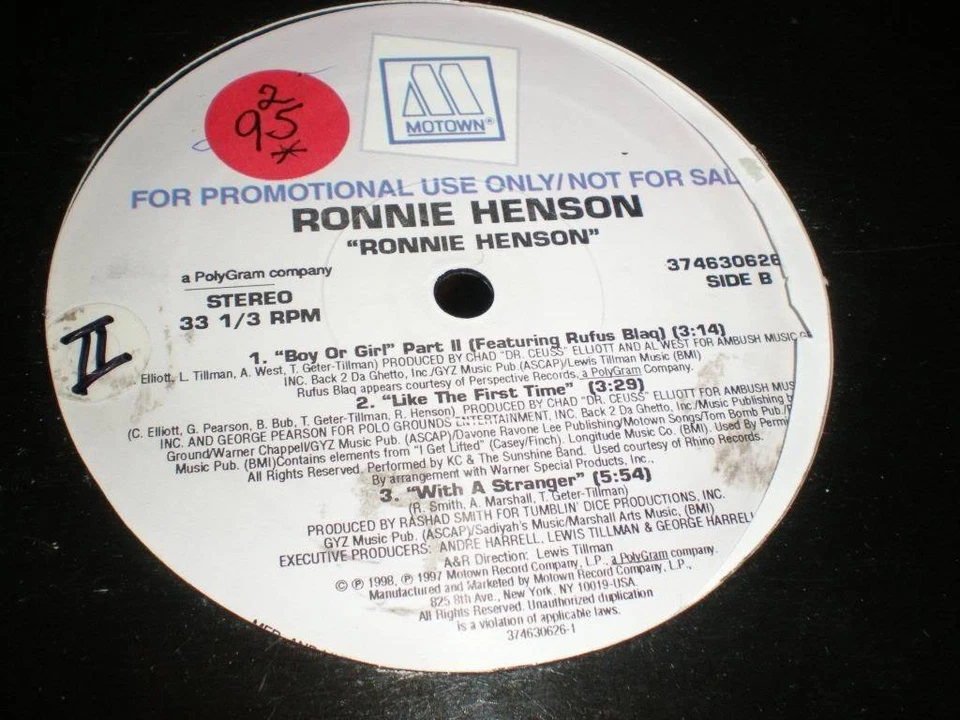 2
95
*
MOTOWN®
FOR PROMOTIONAL USE ONLY/NOT FOR SAL
RONNIE HENSON
"RONNIE HENSON"
a PolyGram company
STEREO
33 1/3 RPM
37463062
SIDE B
II
1. "Boy Or Girl" Part II (Featuring Rufus Blaq) (3:14)
Elliott, L. Tillman, A. West, T. Geter-Tillman) PRODUCED BY CHAD "DR. CEUSS" ELLIOTT AND AL WEST FOR AMBUSH MUSIC
INC. Back 2 Da Ghetto, Inc./GYZ Music Pub.(ASCAP)/Lewis Tillman Music (BMI)
Rufus Blaq appears courtesy of Perspective Records, a PolyGram Company.
2. "Like The First Time" (3:29)
(C. Elliott, G. Pearson, B. Bub, T. Geter-Tillman, R. Henson), PRODUCED BY CHAD "DR. CEUSS" ELLIOTT FOR AMBUSH MUS
INC. AND GEORGE PEARSON FOR POLO GROUNDS ENTERTAINMENT, INC. Back 2 Da Ghetto, Inc./Music Publishing
Ground/Warner Chappell/GYZ Music Pub. (ASCAP)/Davone Ravone Lee Publishing/Motown Songs/Tom Bomb Pub./
Music Pub. (BMI)Contains elements from "I Get Lifted" (Casey/Finch). Longitude Music Co. (BMI). Used By Perm
All Rights Reserved. Performed by KC & The Sunshine Band. Used courtesy of Rhino Records.
By arrangement with Warner Special Products, Inc.,
3. "With A Stranger" (5:54)
(R. Smith, A. Marshall, T. Geter-Tillman)
PRODUCED BY RASHAD SMITH FOR TUMBLIN' DICE PRODUCTIONS, INC.
GYZ Music Pub. (ASCAP)/Sadiyah's Music/Marshall Arts Music, (BMI)
EXECUTIVE PRODUCERS: ANDRE HARRELL, LEWIS TILLMAN & GEORGE HARREL
A&R Direction: Lewis Tillman
© ℗ 1998, ℗ 1997 Motown Record Company, L.P., a PolyGram company.
Manufactured and Marketed by Motown Record Company, L.P.,
825 8th Ave., New York, NY 10019-USA.
All Rights Reserved. Unauthorized duplication
is a violation of applicable laws.
374630626-1